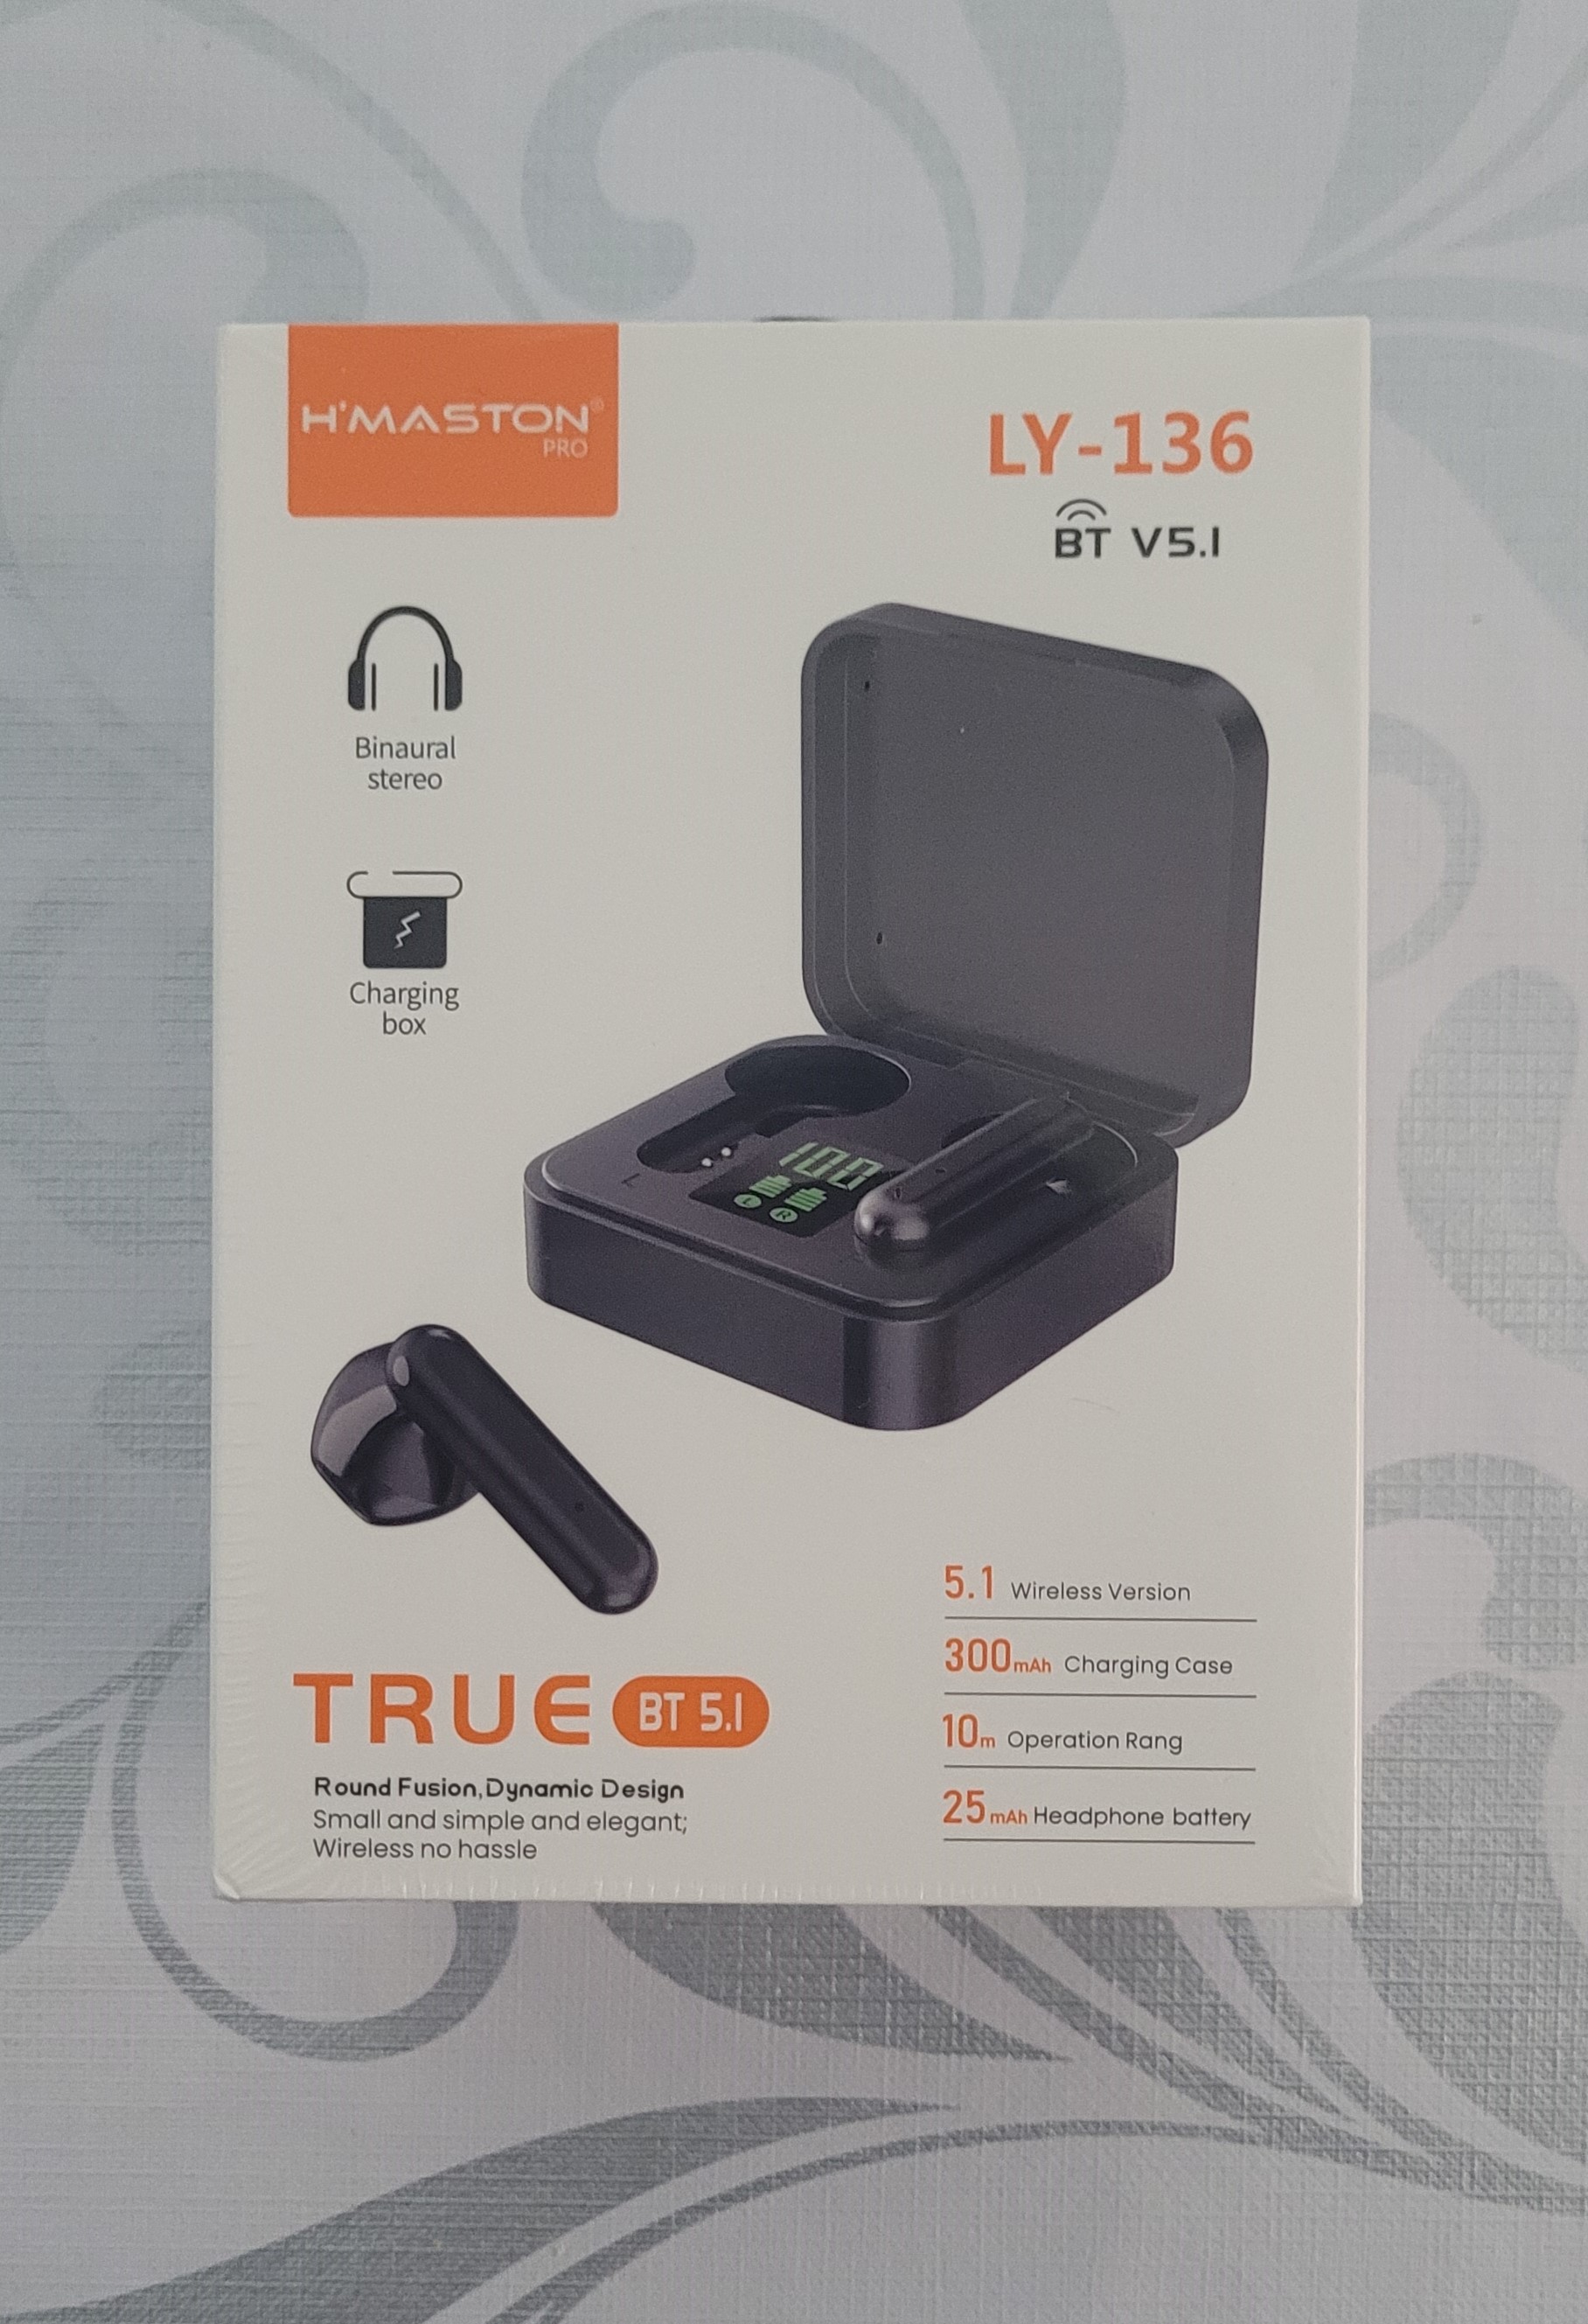 H'MASTON®
PRO
LY-136
BT V5.1
Binaural
stereo
Charging
box
L
100
L
R
5.1 Wireless Version
300mAh Charging Case
10m Operation Rang
25mAh Headphone battery
TRUE BT 5.1
Round Fusion,Dynamic Design
Small and simple and elegant;
Wireless no hassle